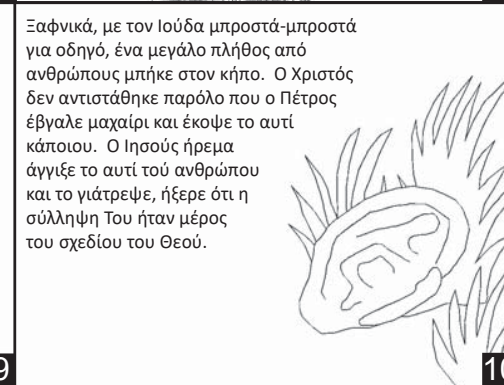 Ξαφνικά, με τον Ιούδα μπροστά-μπροστά
για οδηγό, ένα μεγάλο πλήθος από
ανθρώπους μπήκε στον κήπο.  Ο Χριστός
δεν αντιστάθηκε παρόλο που ο Πέτρος
έβγαλε μαχαίρι και έκοψε το αυτί
κάποιου.  Ο Ιησούς ήρεμα
άγγιξε το αυτί τού ανθρώπου
και το γιάτρεψε, ήξερε ότι η
σύλληψη Του ήταν μέρος
του σχεδίου του Θεού.
9